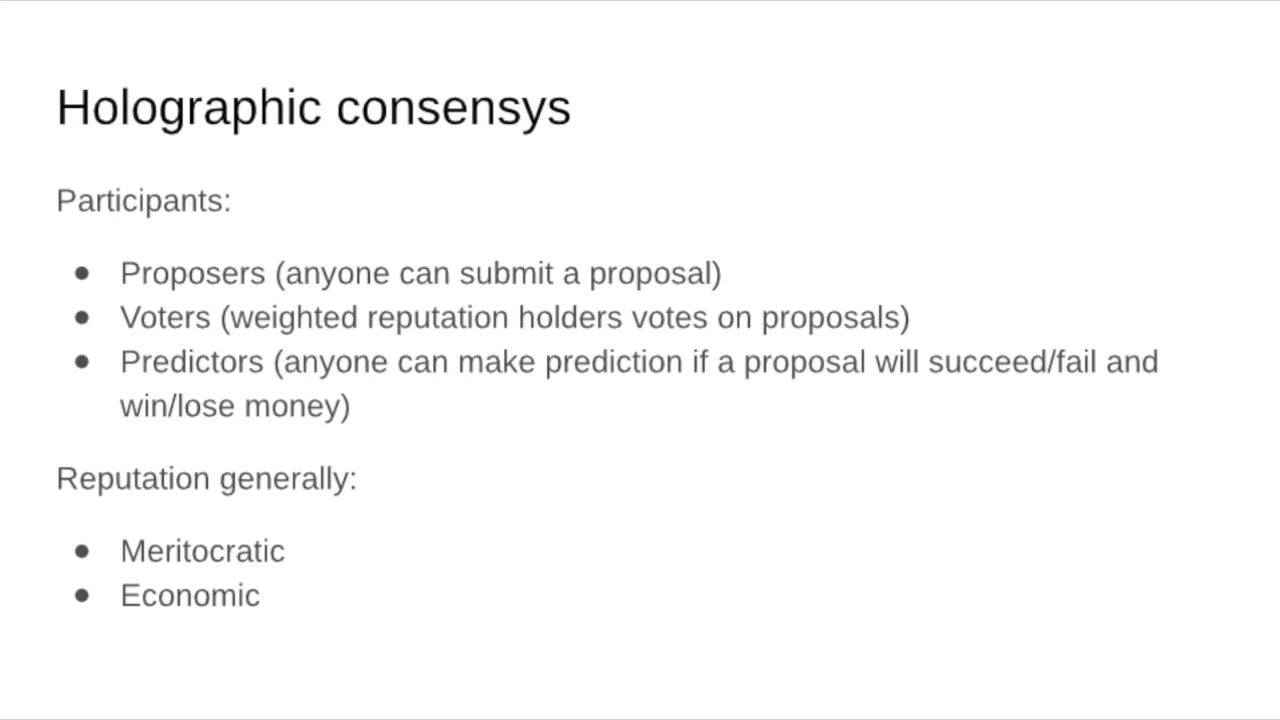 Holographic consensys
Participants:
● Proposers (anyone can submit a proposal)
● Voters (weighted reputation holders votes on proposals)
● Predictors (anyone can make prediction if a proposal will succeed/fail and
win/lose money)
Reputation generally:
● Meritocratic
● Economic